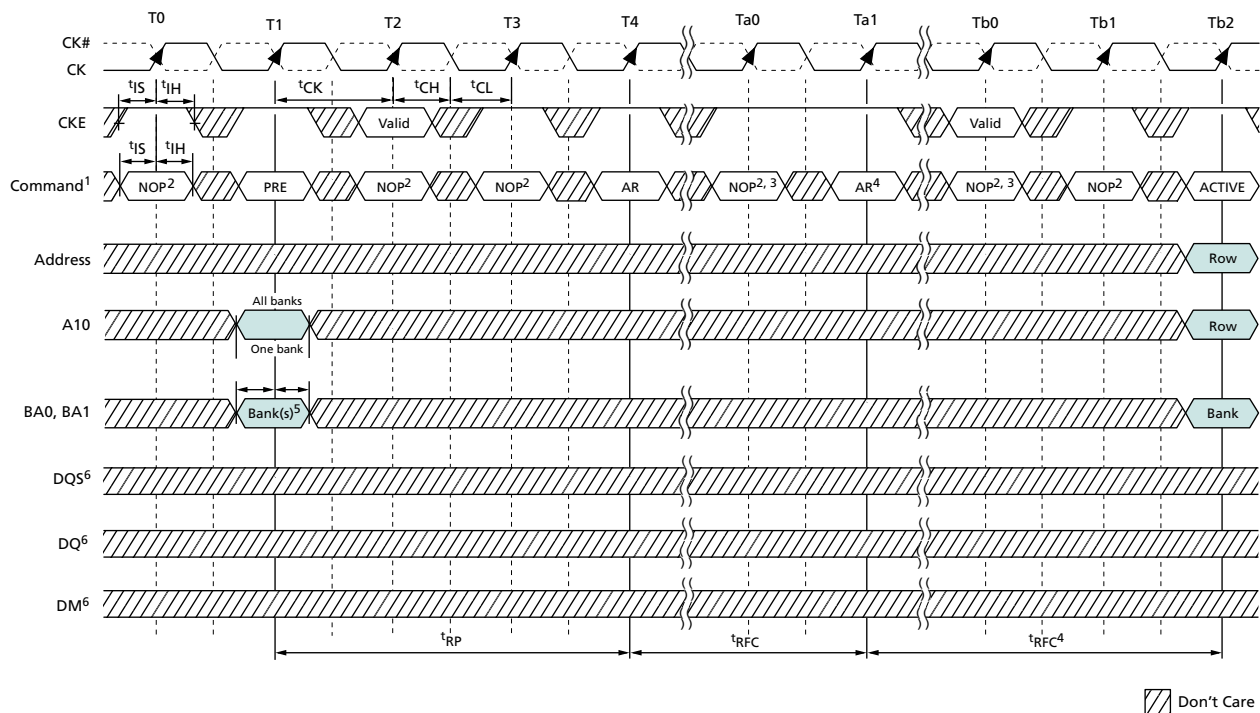 T0 T1 T2 T3 T4 Ta0 Ta1 Tb0 Tb1 Tb2
CK#
CK
tIS tIH tCK tCH tCL
CKE Valid Valid
tIS tIH
Command1 NOP2 PRE NOP2 NOP2 AR NOP2, 3 AR4 NOP2, 3 NOP2 ACTIVE
Address Row
All banks
A10 Row
One bank
BA0, BA1 Bank(s)5 Bank
DQS6
DQ6
DM6
tRP tRFC tRFC4
Don't Care